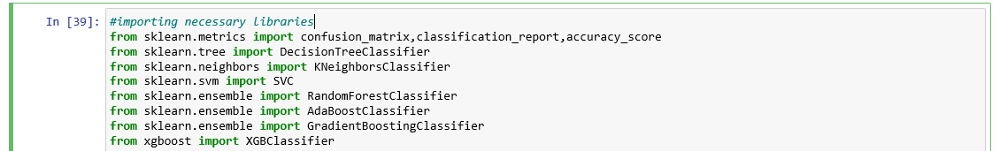 In [39]: #importing necessary libraries
from sklearn.metrics import confusion_matrix,classification_report,accuracy_score
from sklearn.tree import DecisionTreeClassifier
from sklearn.neighbors import KNeighborsClassifier
from sklearn.svm import SVC
from sklearn.ensemble import RandomForestClassifier
from sklearn.ensemble import AdaBoostClassifier
from sklearn.ensemble import GradientBoostingClassifier
from xgboost import XGBClassifier